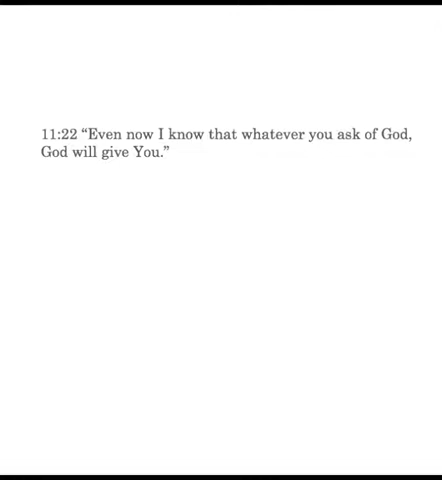 11:22 “Even now I know that whatever you ask of God,
God will give You.”